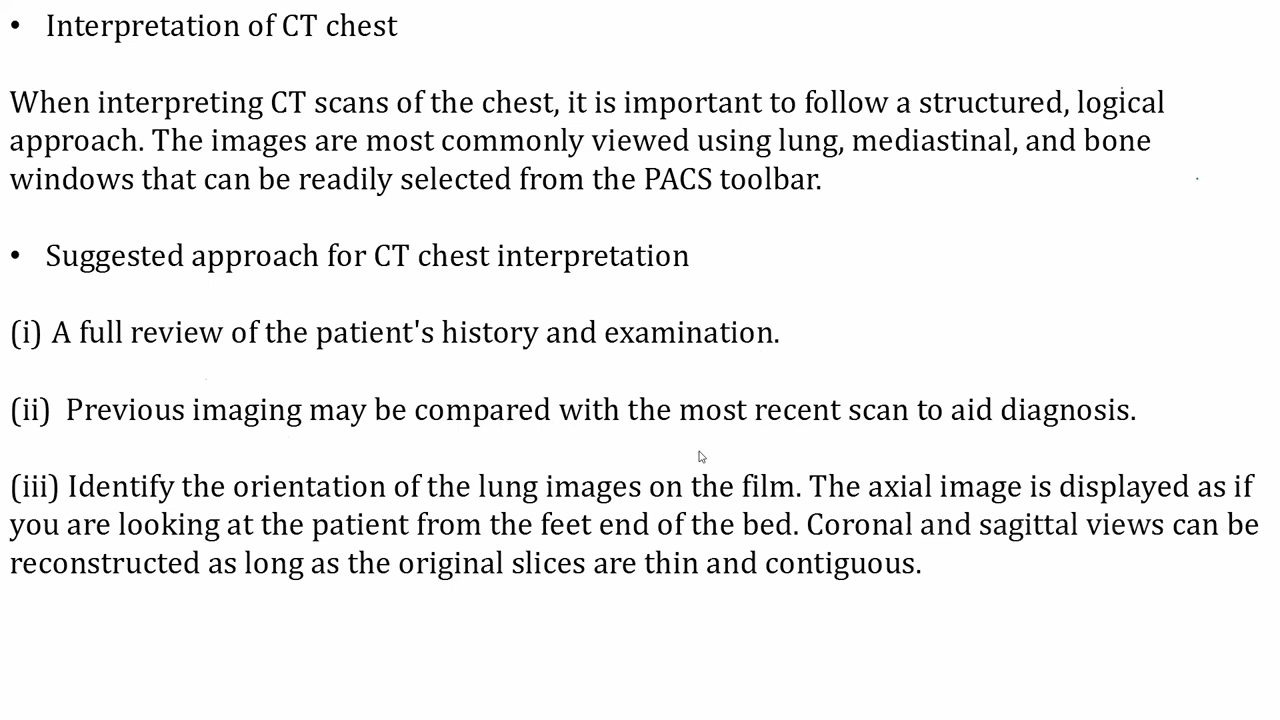 • Interpretation of CT chest
When interpreting CT scans of the chest, it is important to follow a structured, logical
approach. The images are most commonly viewed using lung, mediastinal, and bone
windows that can be readily selected from the PACS toolbar.
• Suggested approach for CT chest interpretation
(i) A full review of the patient's history and examination.
(ii) Previous imaging may be compared with the most recent scan to aid diagnosis.
(iii) Identify the orientation of the lung images on the film. The axial image is displayed as if
you are looking at the patient from the feet end of the bed. Coronal and sagittal views can be
reconstructed as long as the original slices are thin and contiguous.